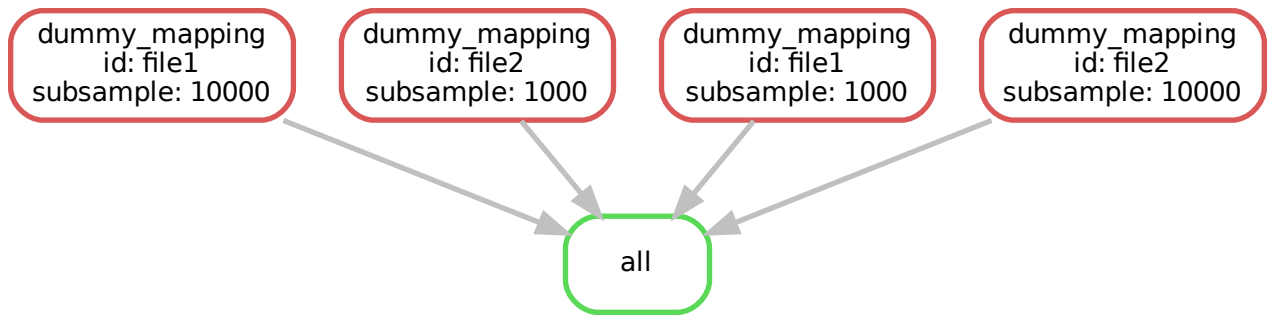 dummy_mapping
id: file1
subsample: 10000
dummy_mapping
id: file2
subsample: 1000
dummy_mapping
id: file1
subsample: 1000
dummy_mapping
id: file2
subsample: 10000
all